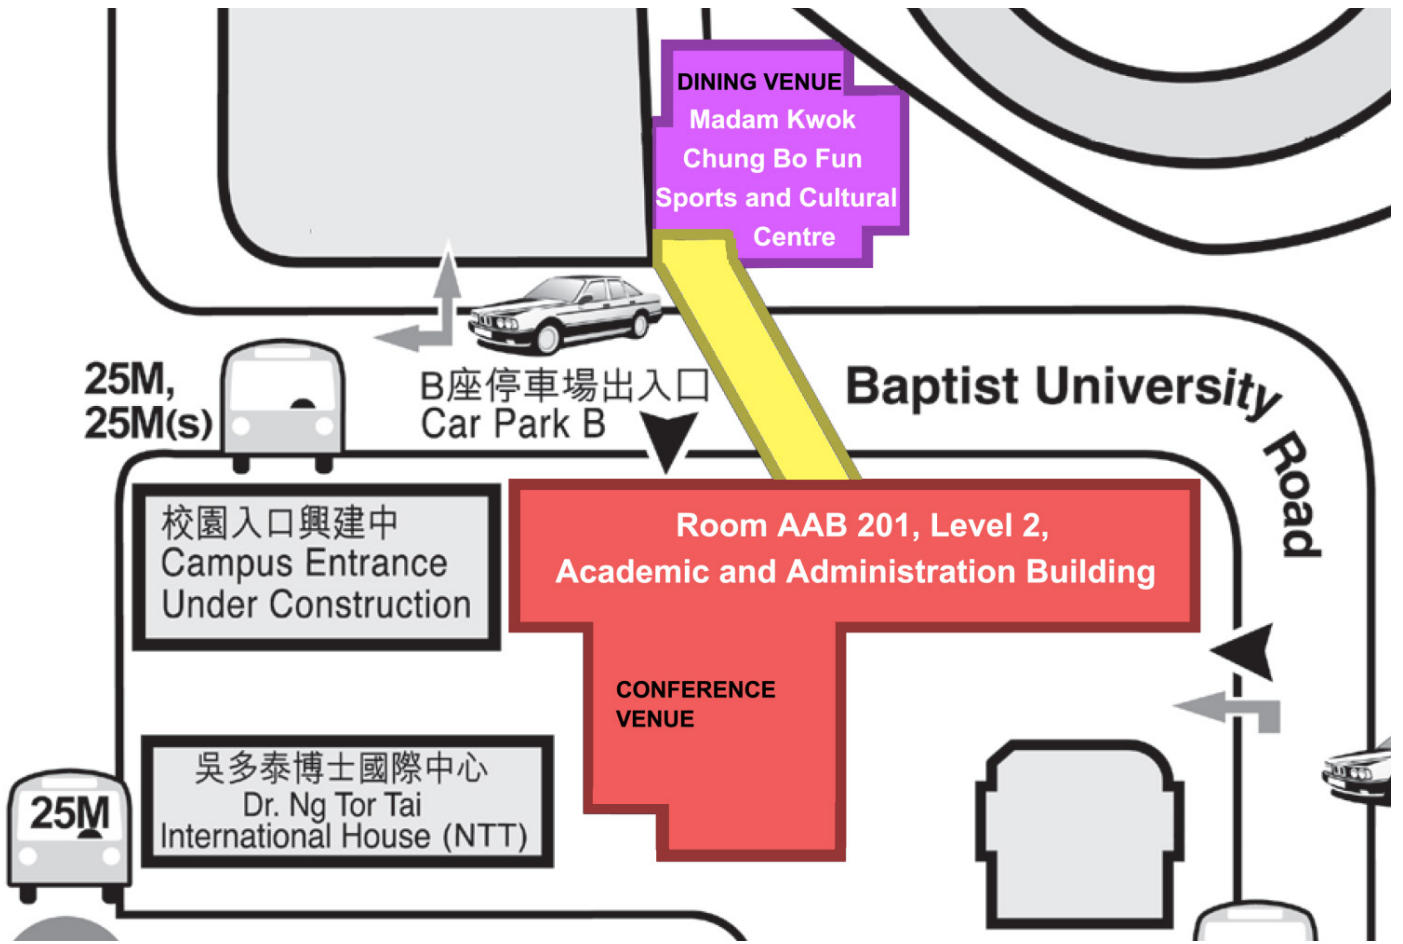 DINING VENUE
Madam Kwok
Chung Bo Fun
Sports and Cultural
Centre
25M,
25M(s)
B座停車場出入口
Car Park B
Baptist University Road
校園入口興建中
Campus Entrance
Under Construction
Room AAB 201, Level 2,
Academic and Administration Building
CONFERENCE
VENUE
吳多泰博士國際中心
Dr. Ng Tor Tai
International House (NTT)
25M